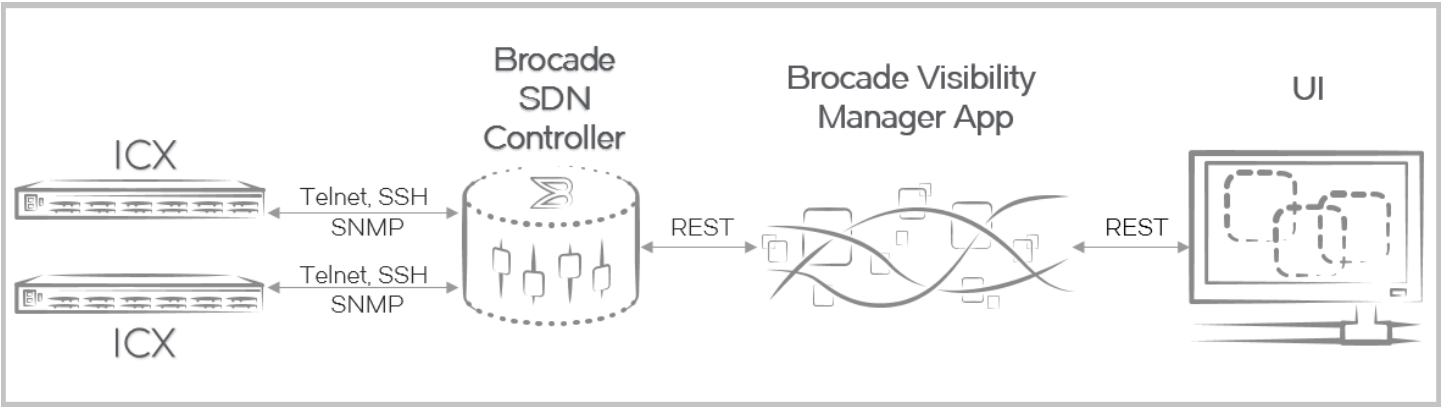 Brocade
SDN
Controller
Brocade Visibility
Manager App
UI
ICX
Telnet, SSH
SNMP
REST
REST
Telnet, SSH
SNMP
ICX